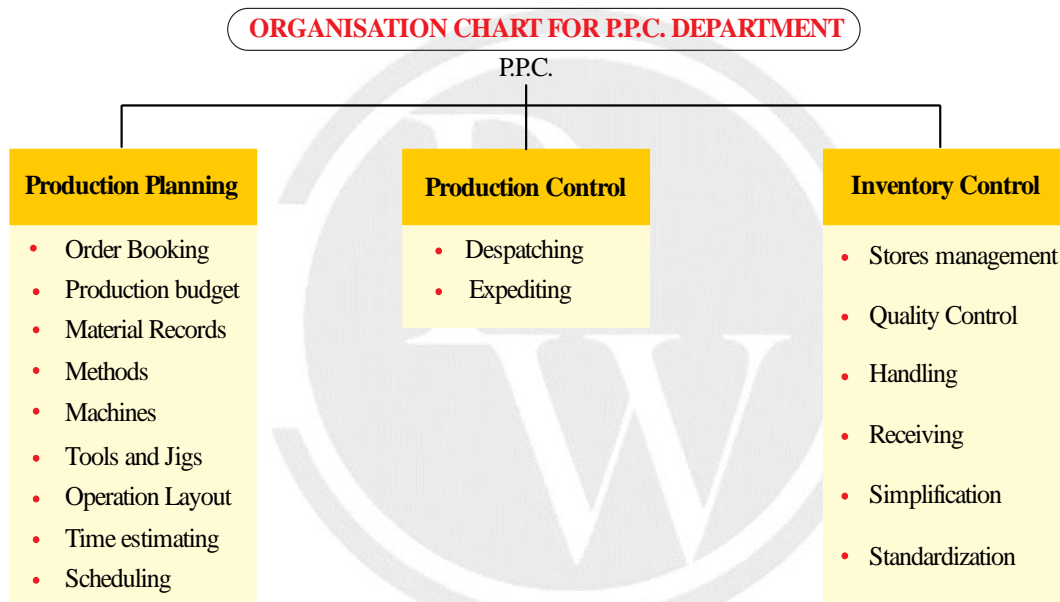 ORGANISATION CHART FOR P.P.C. DEPARTMENT
P.P.C.
Production Planning
• Order Booking
• Production budget
• Material Records
• Methods
• Machines
• Tools and Jigs
• Operation Layout
• Time estimating
• Scheduling
Production Control
• Despatching
• Expediting
Inventory Control
• Stores management
• Quality Control
• Handling
• Receiving
• Simplification
• Standardization
PW